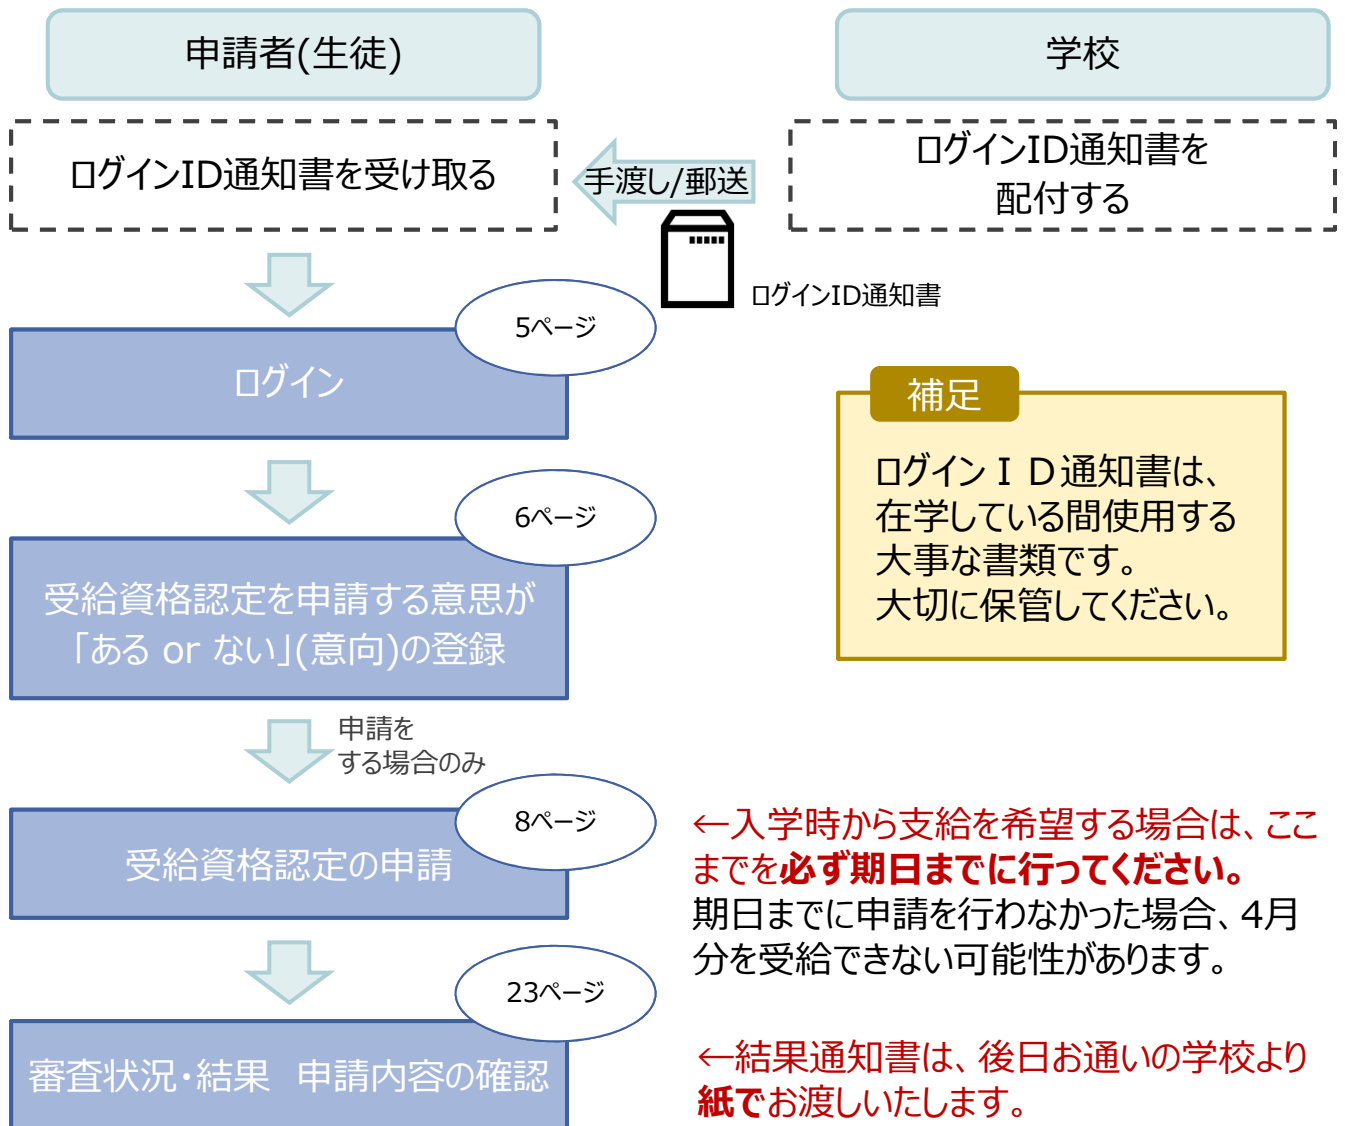 申請者(生徒)
学校
ログインID通知書を受け取る
手渡し/郵送
ログインID通知書を
配付する
ログインID通知書
5ページ
ログイン
補足
ログインＩＤ通知書は、
在学している間使用する
大事な書類です。
大切に保管してください。
6ページ
受給資格認定を申請する意思が
「ある or ない」(意向)の登録
申請を
する場合のみ
8ページ
受給資格認定の申請
←入学時から支給を希望する場合は、ここ
までを必ず期日までに行ってください。
期日までに申請を行わなかった場合、4月
分を受給できない可能性があります。
23ページ
審査状況・結果　申請内容の確認
←結果通知書は、後日お通いの学校より
紙でお渡しいたします。